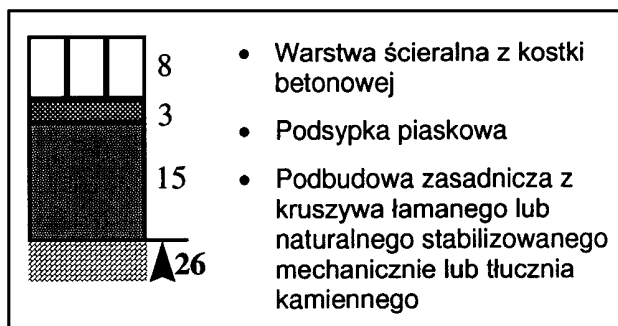 8
3
15
26
• Warstwa ścieralna z kostki
betonowej
• Podsypka piaskowa
• Podbudowa zasadnicza z
kruszywa łamanego lub
naturalnego stabilizowanego
mechanicznie lub tłucznia
kamiennego